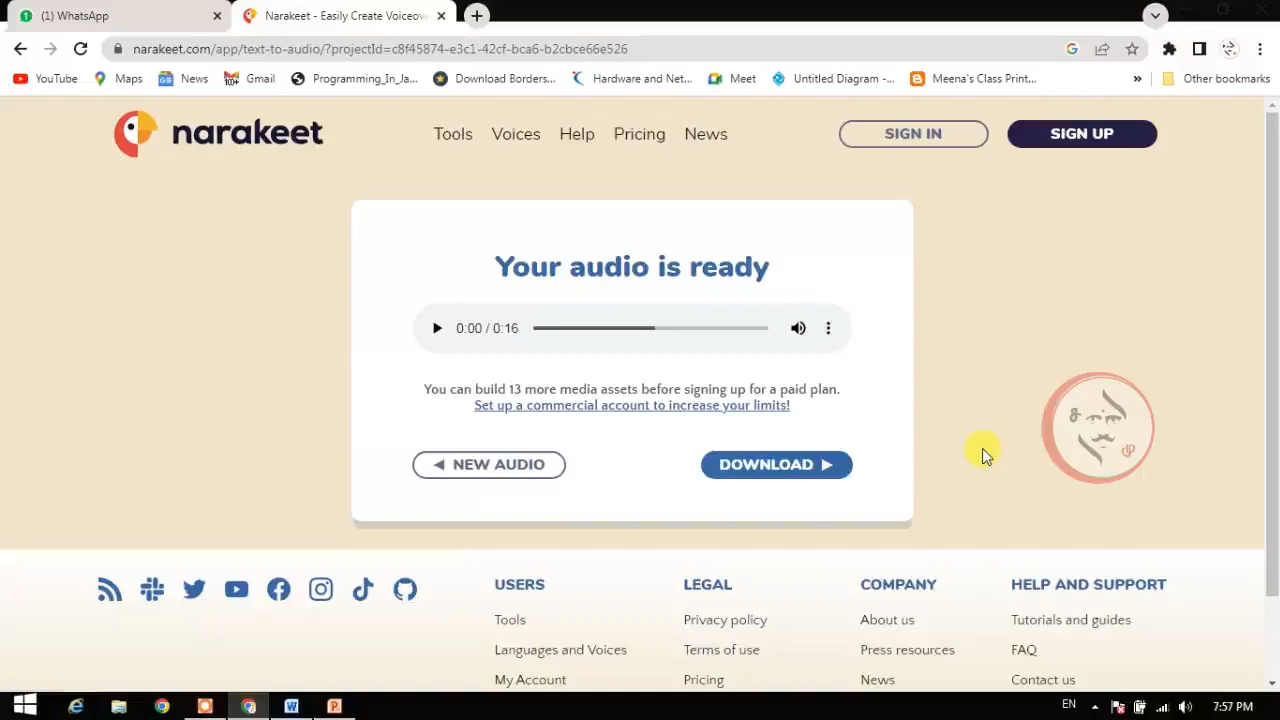 (1) WhatsApp
Narakeet - Easily Create Voiceove
narakeet.com/app/text-to-audio/?projectId=c8f45874-e3c1-42cf-bca6-b2cbce66e526
YouTube
Maps
News
Gmail
Programming_In_Ja...
Download Borders...
Hardware and Net...
Meet
Untitled Diagram -...
Meena's Class Print...
»
Other bookmarks
narakeet
Tools
Voices
Help
Pricing
News
SIGN IN
SIGN UP
Your audio is ready
0:00 / 0:16
You can build 13 more media assets before signing up for a paid plan.
Set up a commercial account to increase your limits!
NEW AUDIO
DOWNLOAD
USERS
LEGAL
COMPANY
HELP AND SUPPORT
Tools
Privacy policy
About us
Tutorials and guides
Languages and Voices
Terms of use
Press resources
FAQ
My Account
Pricing
News
Contact us
EN
7:57 PM